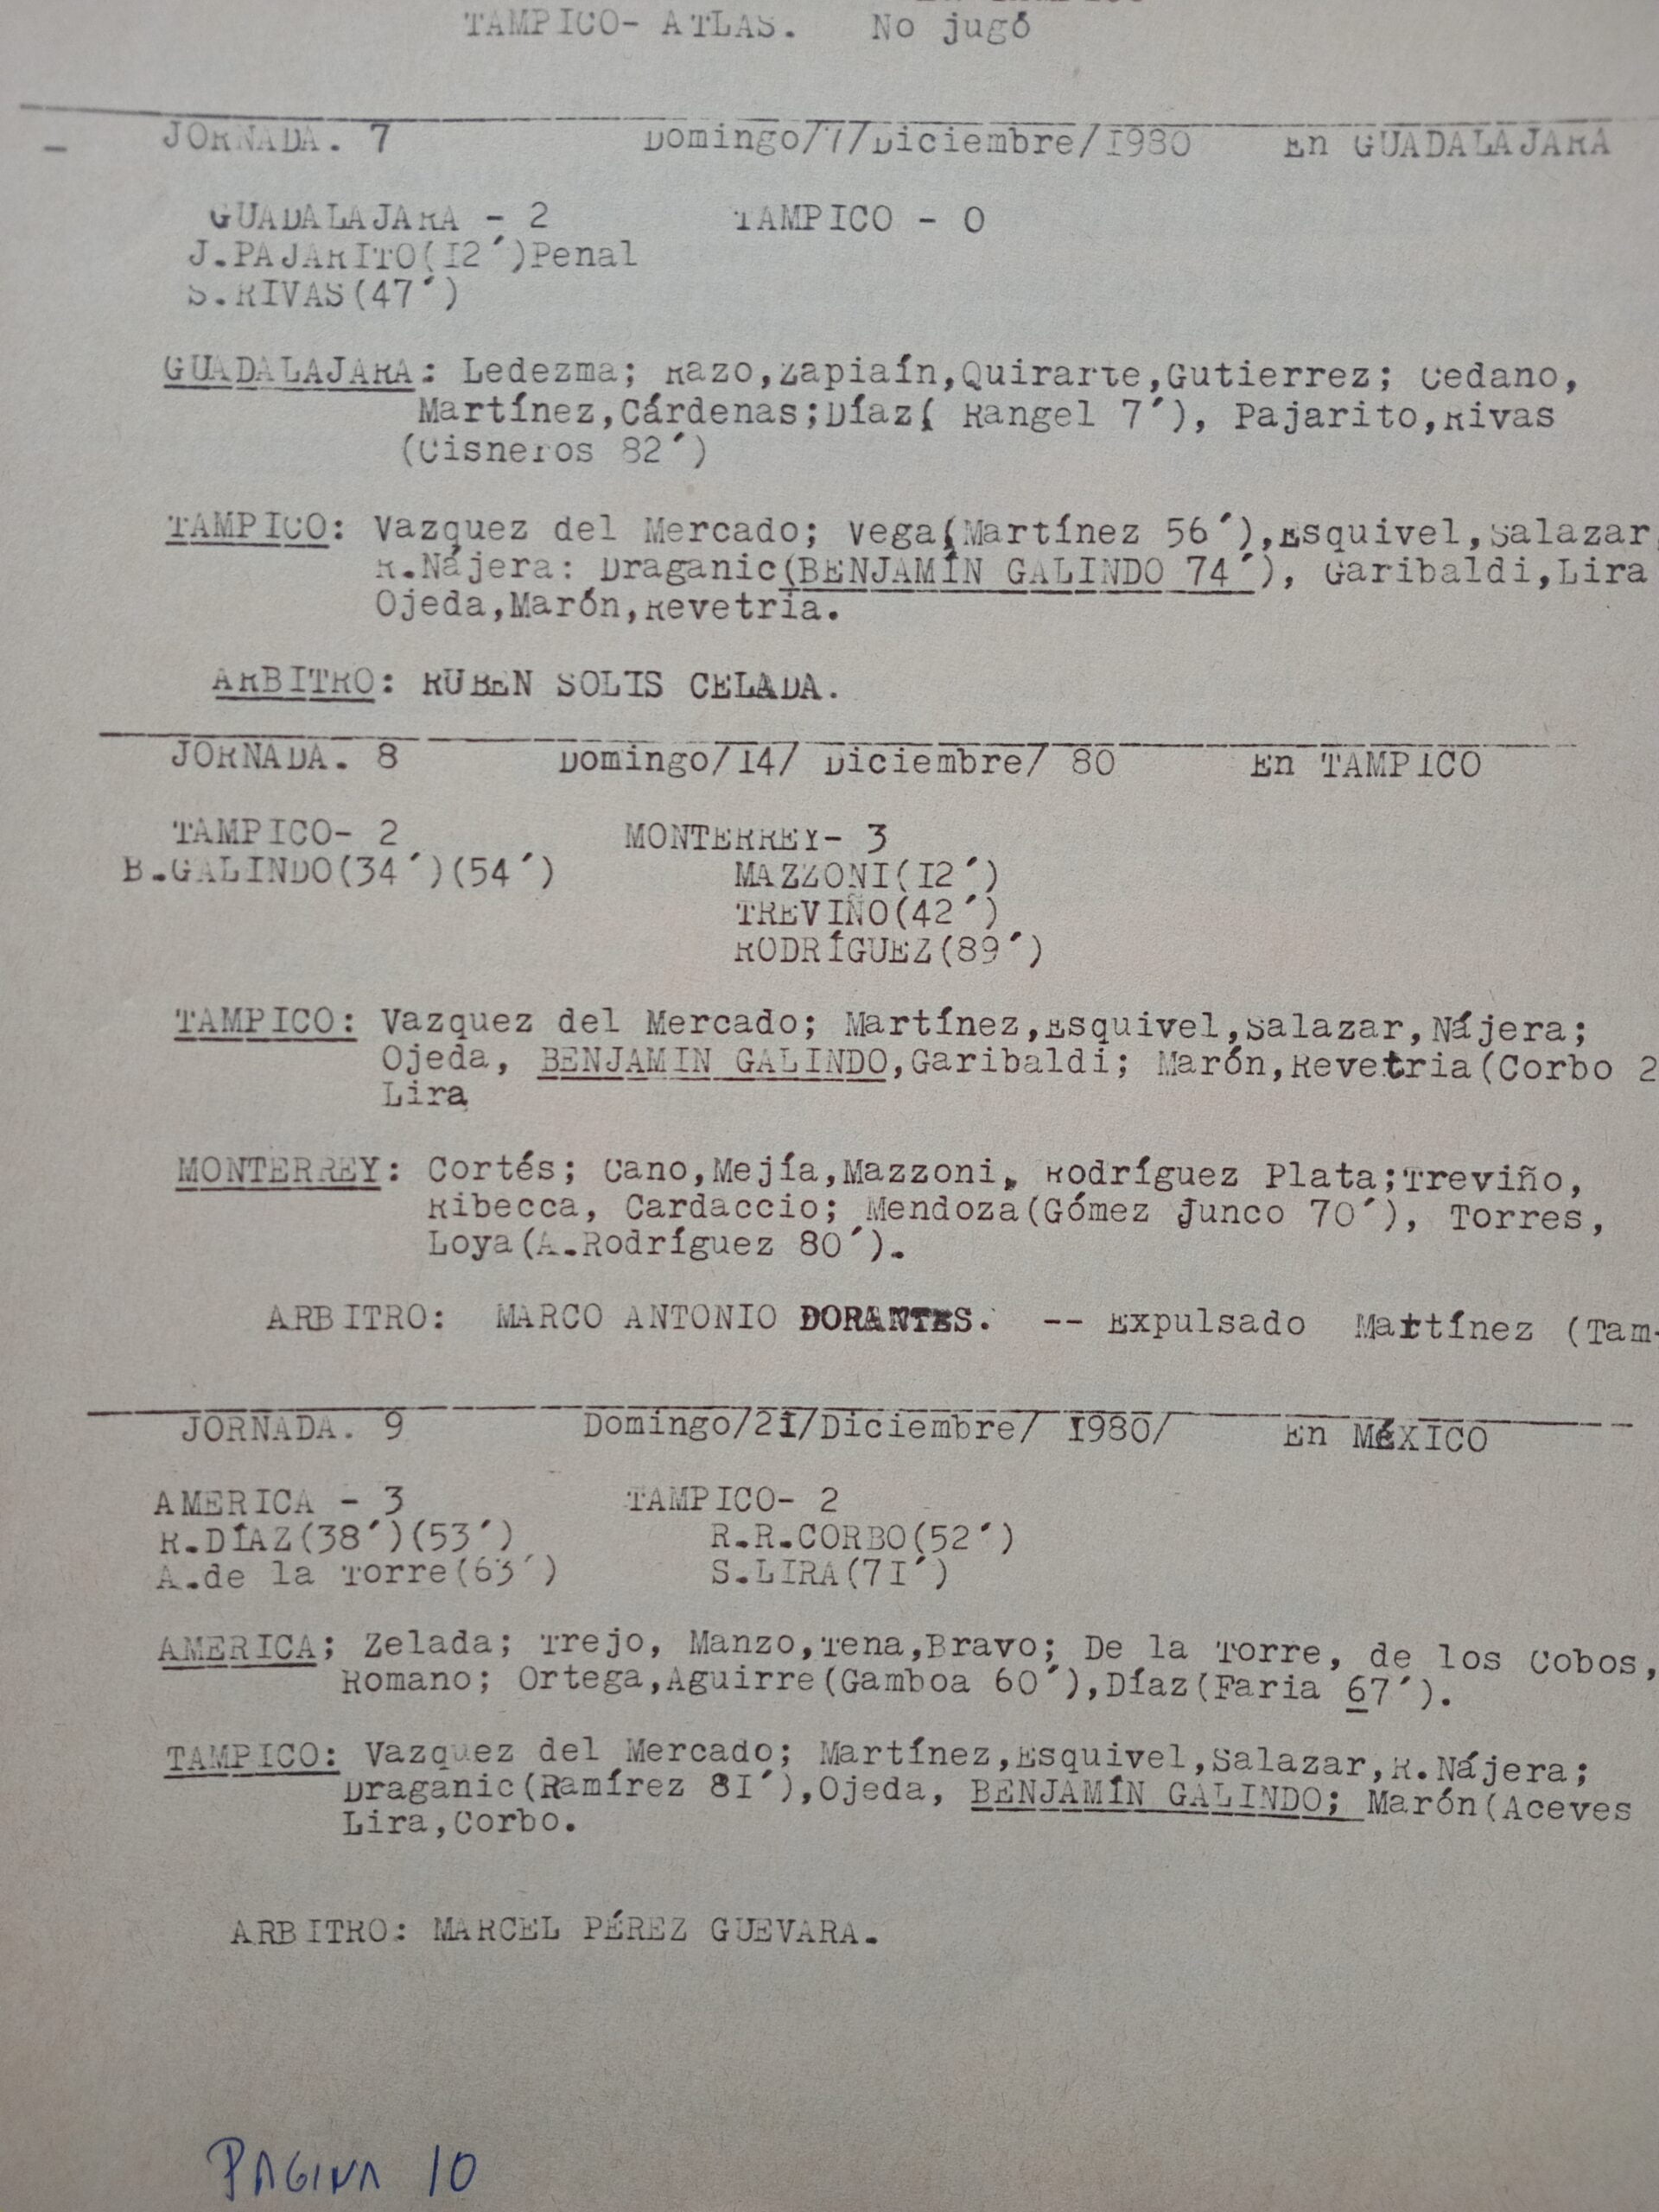 TAMPICO- ATLAS. No jugó
JORNADA. 7 Domingo/7/Diciembre/I980 En GUADALAJARA
GUADALAJARA - 2 TAMPICO - 0
J.PAJARITO(I2´)Penal
S.RIVAS(47´)
GUADALAJARA: Ledezma; Razo,Zapiaín,Quirarte,Gutierrez; Cedano,
Martínez,Cárdenas;Díaz( Rangel 7´), Pajarito,Rivas
(Cisneros 82´)
TAMPICO: Vazquez del Mercado; Vega(Martínez 56´),Esquivel,Salazar
R.Nájera: Draganic(BENJAMÍN GALINDO 74´), Garibaldi,Lira
Ojeda,Marón,Revetria.
ARBITRO: RUBEN SOLIS CELADA.
JORNADA. 8 Domingo/I4/ Diciembre/ 80 En TAMPICO
TAMPICO- 2 MONTERREY- 3
B.GALINDO(34´)(54´) MAZZONI(I2´)
TREVIÑO(42´)
RODRÍGUEZ(89´)
TAMPICO: Vazquez del Mercado; Martínez,Esquivel,Salazar,Nájera;
Ojeda, BENJAMIN GALINDO,Garibaldi; Marón,Revetria(Corbo 2
Lira
MONTERREY: Cortés; Cano,Mejía,Mazzoni, Rodríguez Plata;Treviño,
Ribecca, Cardaccio; Mendoza(Gómez Junco 70´), Torres,
Loya(A.Rodríguez 80´).
ARBITRO: MARCO ANTONIO DORANTES. -- Expulsado Martínez (Tam-
JORNADA. 9 Domingo/2I/Diciembre/ I980/ En MéXICO
AMERICA - 3 TAMPICO- 2
R.DÍAZ(38´)(53´) R.R.CORBO(52´)
A.de la Torre(63´) S.LIRA(7I´)
AMERICA; Zelada; Trejo, Manzo,Tena,Bravo; De la Torre, de los Cobos,
Romano; Ortega,Aguirre(Gamboa 60´),Díaz(Faria 67´).
TAMPICO: Vazquez del Mercado; Martínez,Esquivel,Salazar,R.Nájera;
Draganic(Ramírez 8I´),Ojeda, BENJAMÍN GALINDO; Marón(Aceves
Lira,Corbo.
ARBITRO: MARCEL PÉREZ GUEVARA.
PAGINA 10